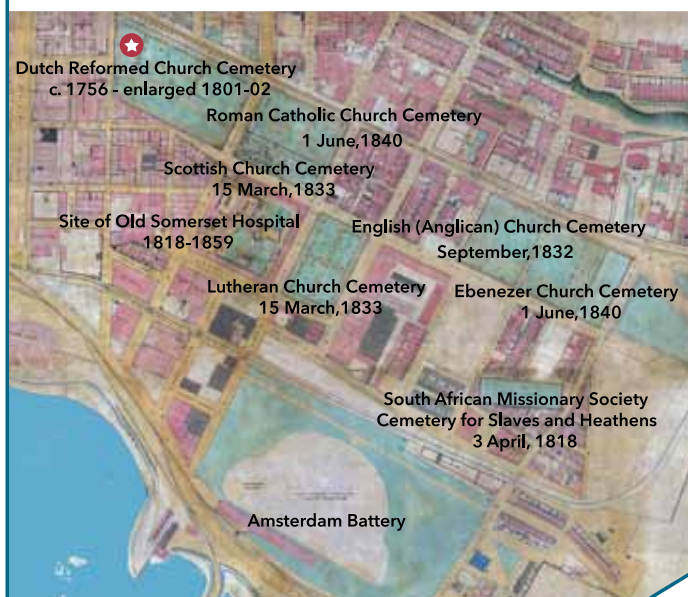 Dutch Reformed Church Cemetery
c. 1756 - enlarged 1801-02
Roman Catholic Church Cemetery
1 June,1840
Scottish Church Cemetery
15 March,1833
Site of Old Somerset Hospital
1818-1859
English (Anglican) Church Cemetery
September,1832
Lutheran Church Cemetery
15 March,1833
Ebenezer Church Cemetery
1 June,1840
South African Missionary Society
Cemetery for Slaves and Heathens
3 April, 1818
Amsterdam Battery